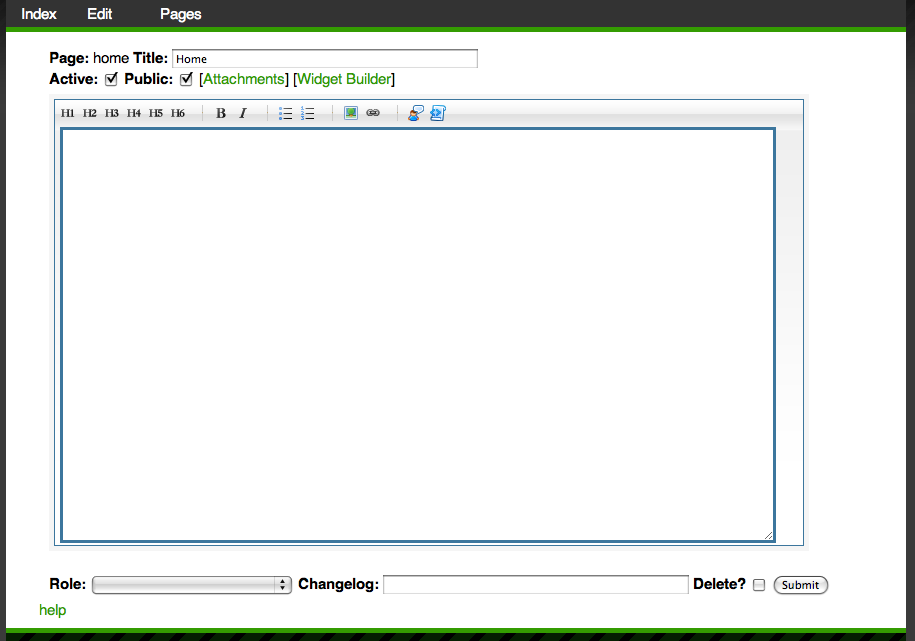 Index Edit Pages
Page: home Title: Home
Active: Public: [Attachments] [Widget Builder]
H1 H2 H3 H4 H5 H6 B I
Role: Changelog: Delete? Submit
help